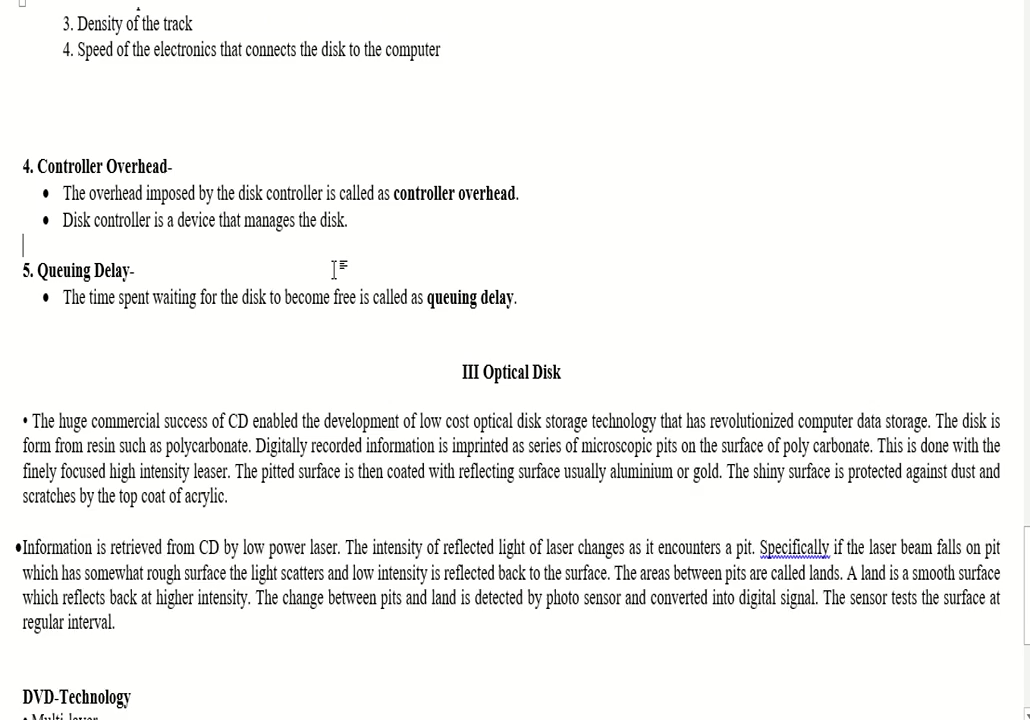 3. Density of the track
4. Speed of the electronics that connects the disk to the computer
4. Controller Overhead-
• The overhead imposed by the disk controller is called as controller overhead.
• Disk controller is a device that manages the disk.
5. Queuing Delay-
• The time spent waiting for the disk to become free is called as queuing delay.
III Optical Disk
• The huge commercial success of CD enabled the development of low cost optical disk storage technology that has revolutionized computer data storage. The disk is
form from resin such as polycarbonate. Digitally recorded information is imprinted as series of microscopic pits on the surface of poly carbonate. This is done with the
finely focused high intensity leaser. The pitted surface is then coated with reflecting surface usually aluminium or gold. The shiny surface is protected against dust and
scratches by the top coat of acrylic.
•Information is retrieved from CD by low power laser. The intensity of reflected light of laser changes as it encounters a pit. Specifically if the laser beam falls on pit
which has somewhat rough surface the light scatters and low intensity is reflected back to the surface. The areas between pits are called lands. A land is a smooth surface
which reflects back at higher intensity. The change between pits and land is detected by photo sensor and converted into digital signal. The sensor tests the surface at
regular interval.
DVD-Technology
• Multi-layer